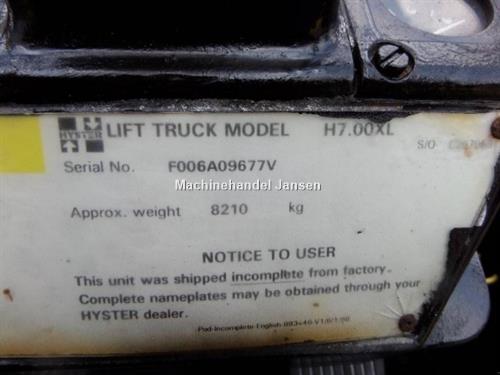 HYSTER LIFT TRUCK MODEL H7.00XL
S/O
Serial No. F006A09677V
Machinehandel Jansen
Approx. weight 8210 kg
NOTICE TO USER
This unit was shipped incomplete from factory.
Complete nameplates may be obtained through your
HYSTER dealer.